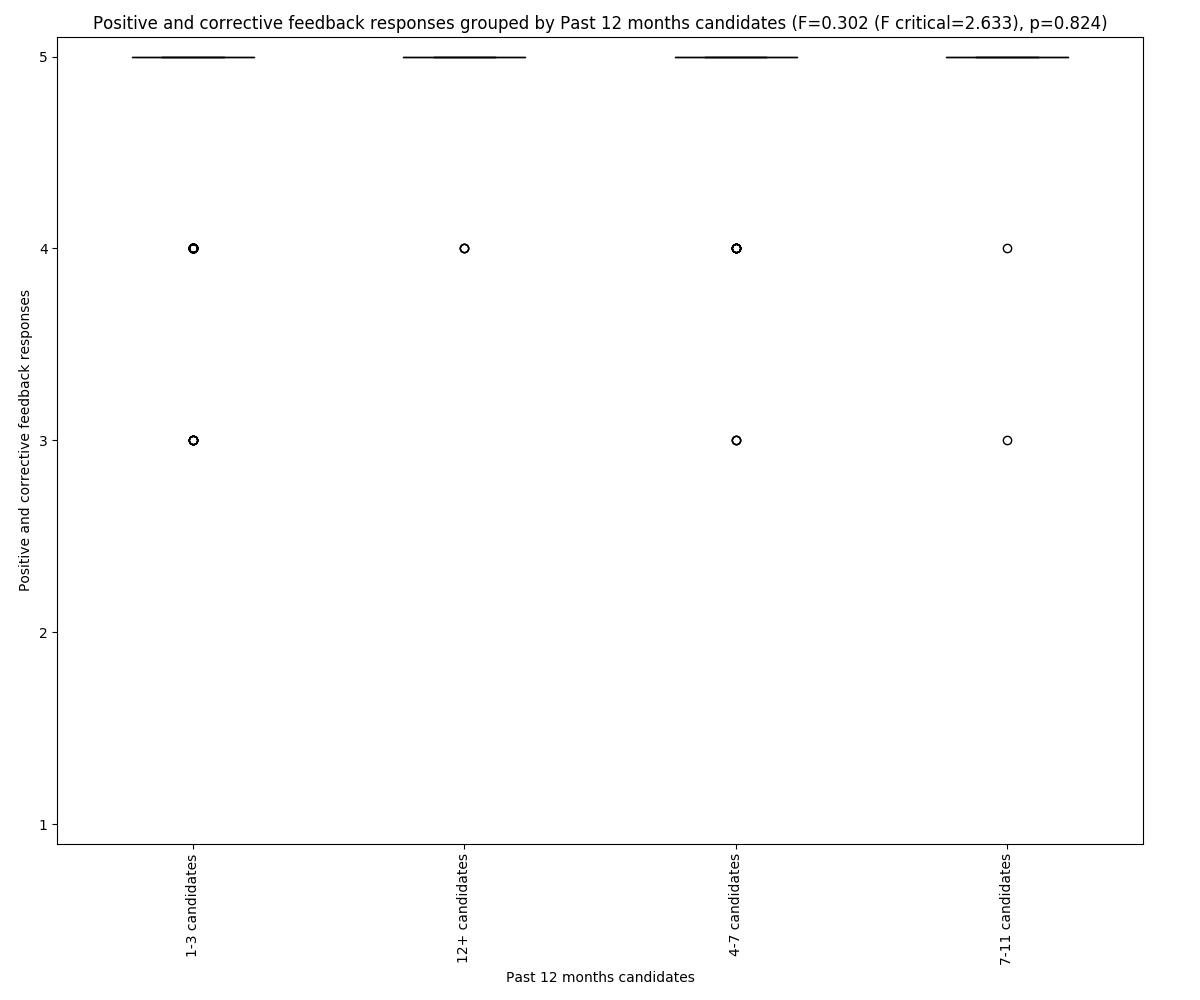 Positive and corrective feedback responses grouped by Past 12 months candidates (F=0.302 (F critical=2.633), p=0.824)
5
4
3
2
1
Positive and corrective feedback responses
1-3 candidates
12+ candidates
4-7 candidates
7-11 candidates
Past 12 months candidates